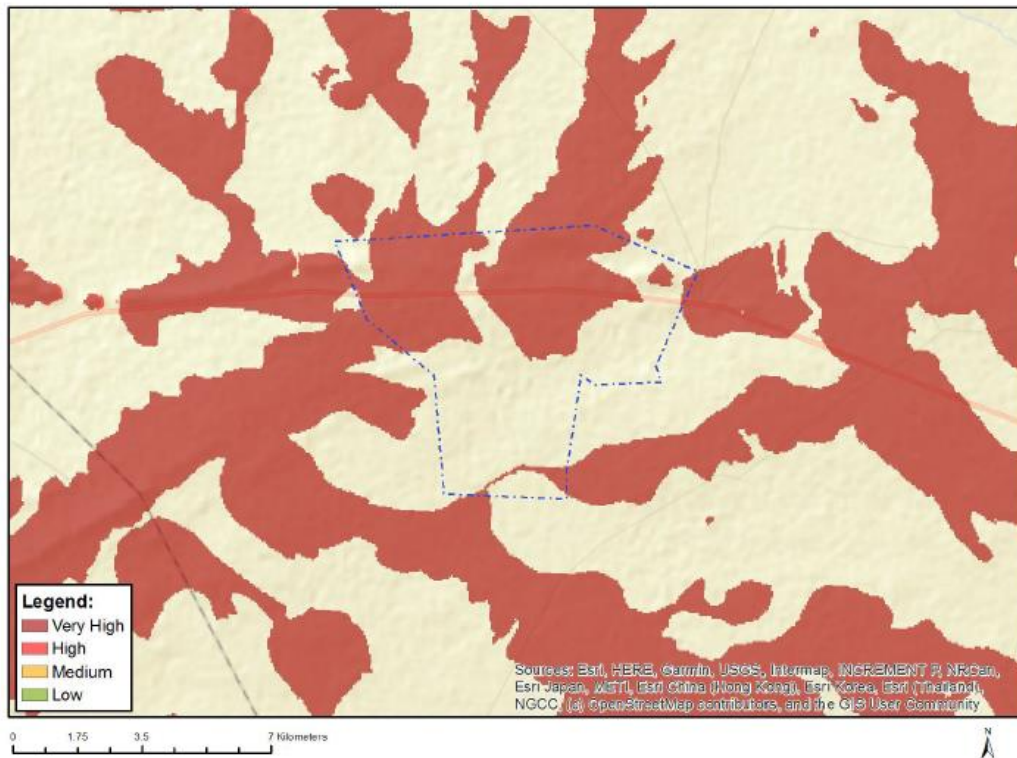 Legend:
Very High
High
Medium
Low
Sources: Esri, HERE, Garmin, USGS, Intermap, INCREMENT P, NRCan,
Esri Japan, METI, Esri China (Hong Kong), Esri Korea, Esri (Thailand),
NGCC, (c) OpenStreetMap contributors, and the GIS User Community
0 1.75 3.5 7 Kilometers
N